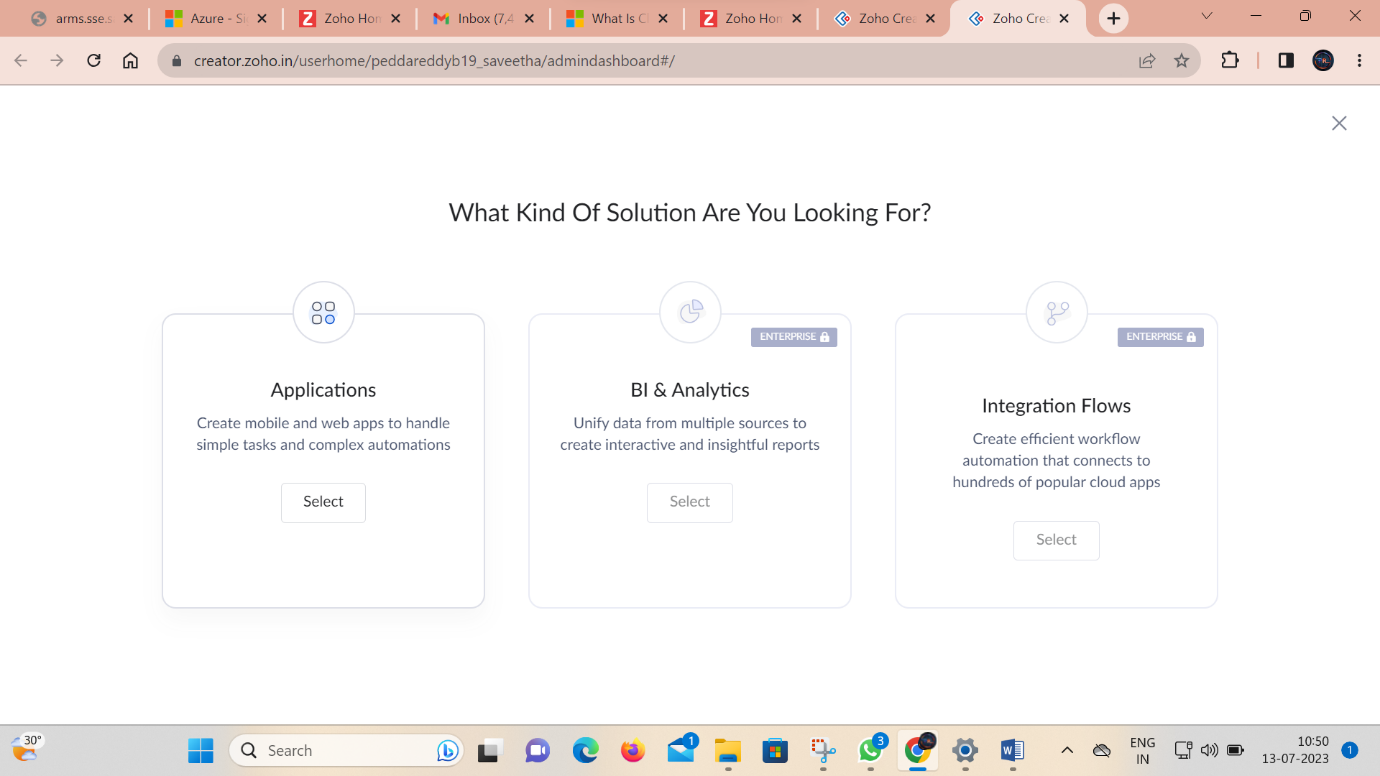 arms.sse.s
Azure - Si
Zoho Hom
Inbox (7,4
What Is Cl
Zoho Hom
Zoho Crea
Zoho Crea
creator.zoho.in/userhome/peddareddyb19_saveetha/admindashboard#/
What Kind Of Solution Are You Looking For?
Applications
Create mobile and web apps to handle
simple tasks and complex automations
Select
ENTERPRISE
BI & Analytics
Unify data from multiple sources to
create interactive and insightful reports
Select
ENTERPRISE
Integration Flows
Create efficient workflow
automation that connects to
hundreds of popular cloud apps
Select
30°
Search
1
3
ENG
IN
10:50
13-07-2023
1